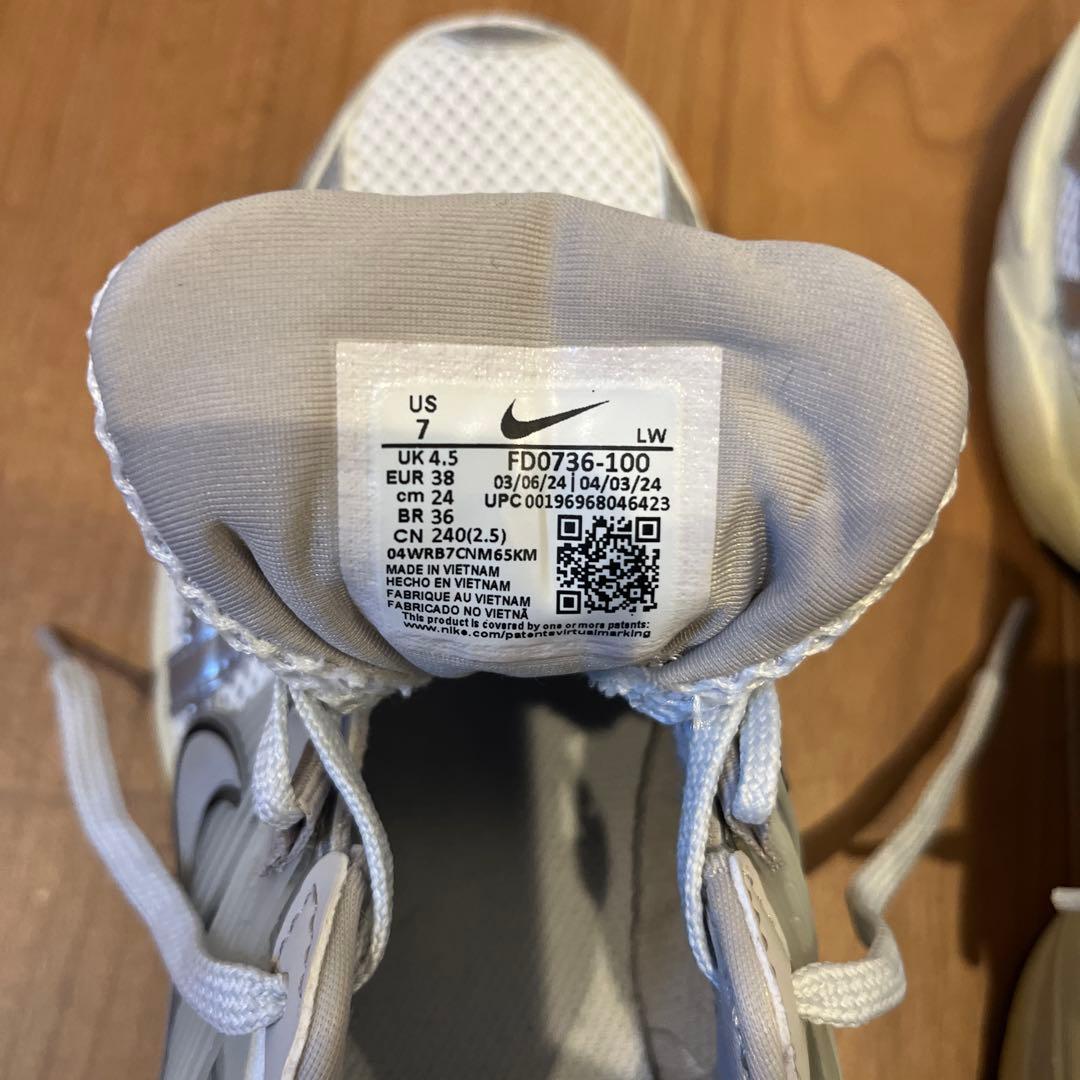 US
7
LW
UK 4.5
EUR 38
cm 24
BR 36
CN 240(2.5)
FD0736-100
03/06/24 | 04/03/24
UPC 00196968046423
04WRB7CNM65KM
MADE IN VIETNAM
HECHO EN VIETNAM
FABRIQUE AU VIETNAM
FABRICADO NO VIETNÃ
This product is covered by one or more patents:
www.nike.com/patentsvirtualmarking